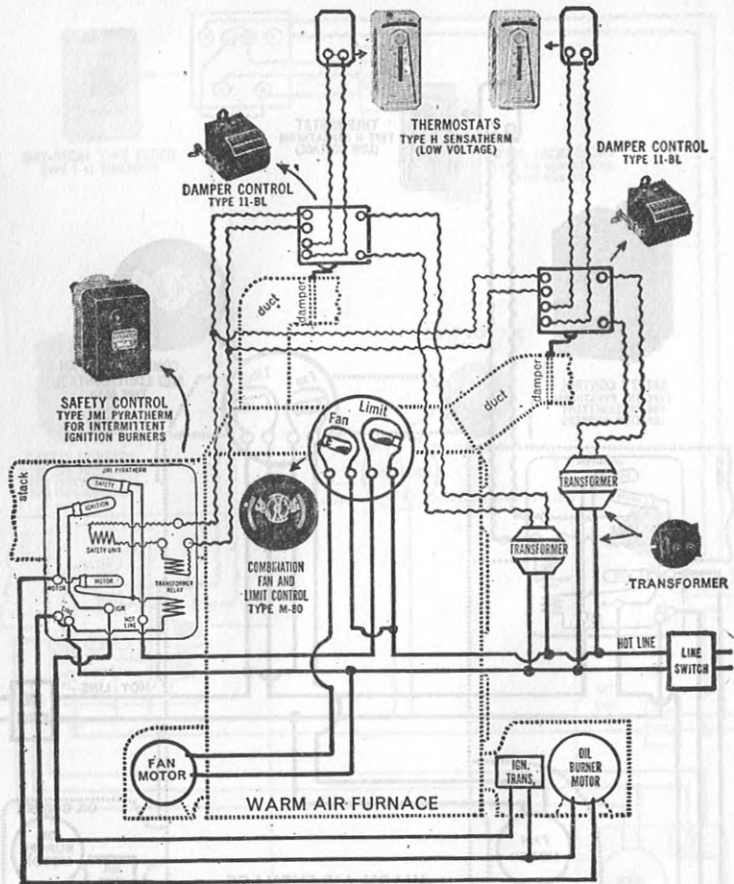 THERMOSTATS
TYPE H SENSATHERM
(LOW VOLTAGE)
DAMPER CONTROL
TYPE 11-BL
DAMPER CONTROL
TYPE 11-BL
duct
damper
damper
duct
SAFETY CONTROL
TYPE JMI PYRATHERM
FOR INTERMITTENT
IGNITION BURNERS
Fan
Limit
stack
JMI PYRATHERM
SAFETY
IGNITION
SAFETY UNIT
MOTOR
MOTOR
TRANSFORMER
RELAY
LINE
IGN
HOT
LINE
COMBINATION
FAN AND
LIMIT CONTROL
TYPE M-80
TRANSFORMER
TRANSFORMER
TRANSFORMER
HOT LINE
LINE
SWITCH
FAN
MOTOR
WARM AIR FURNACE
IGN.
TRANS.
OIL
BURNER
MOTOR